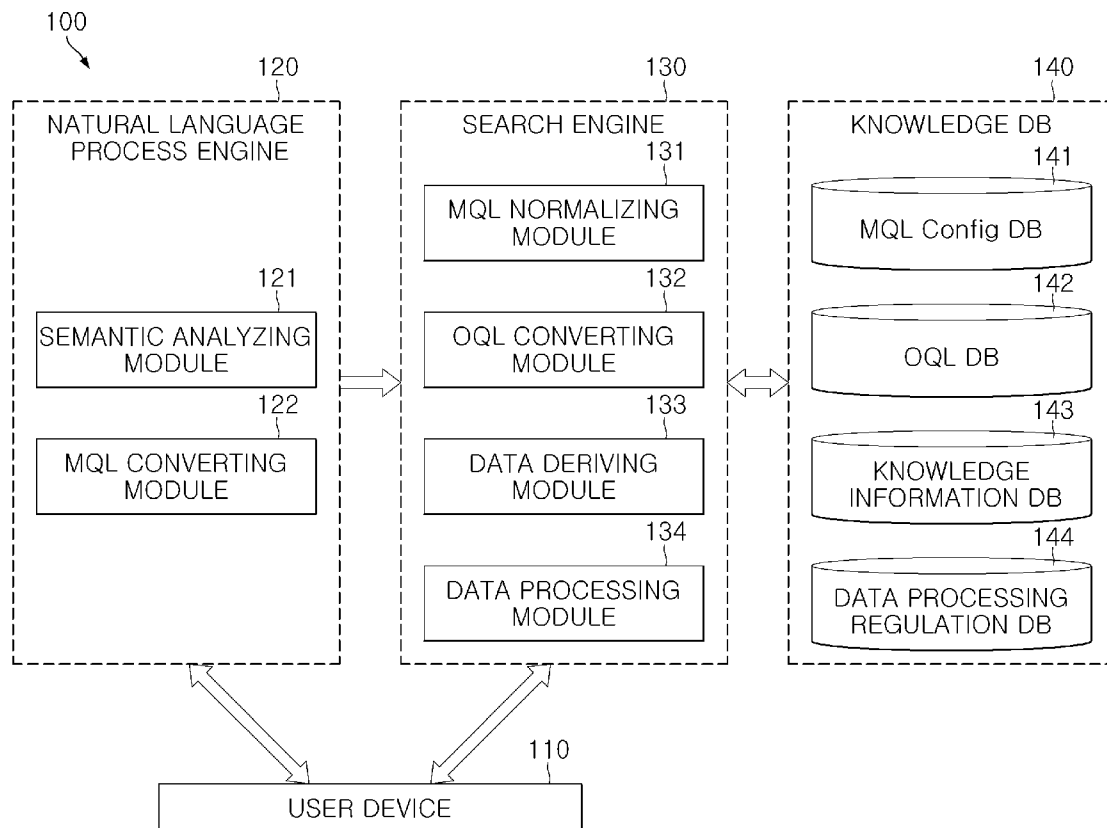 100
120
NATURAL LANGUAGE
PROCESS ENGINE
121
SEMANTIC ANALYZING
MODULE
122
MQL CONVERTING
MODULE
130
SEARCH ENGINE
131
MQL NORMALIZING
MODULE
132
OQL CONVERTING
MODULE
133
DATA DERIVING
MODULE
134
DATA PROCESSING
MODULE
140
KNOWLEDGE DB
141
MQL Config DB
142
OQL DB
143
KNOWLEDGE
INFORMATION DB
144
DATA PROCESSING
REGULATION DB
110
USER DEVICE